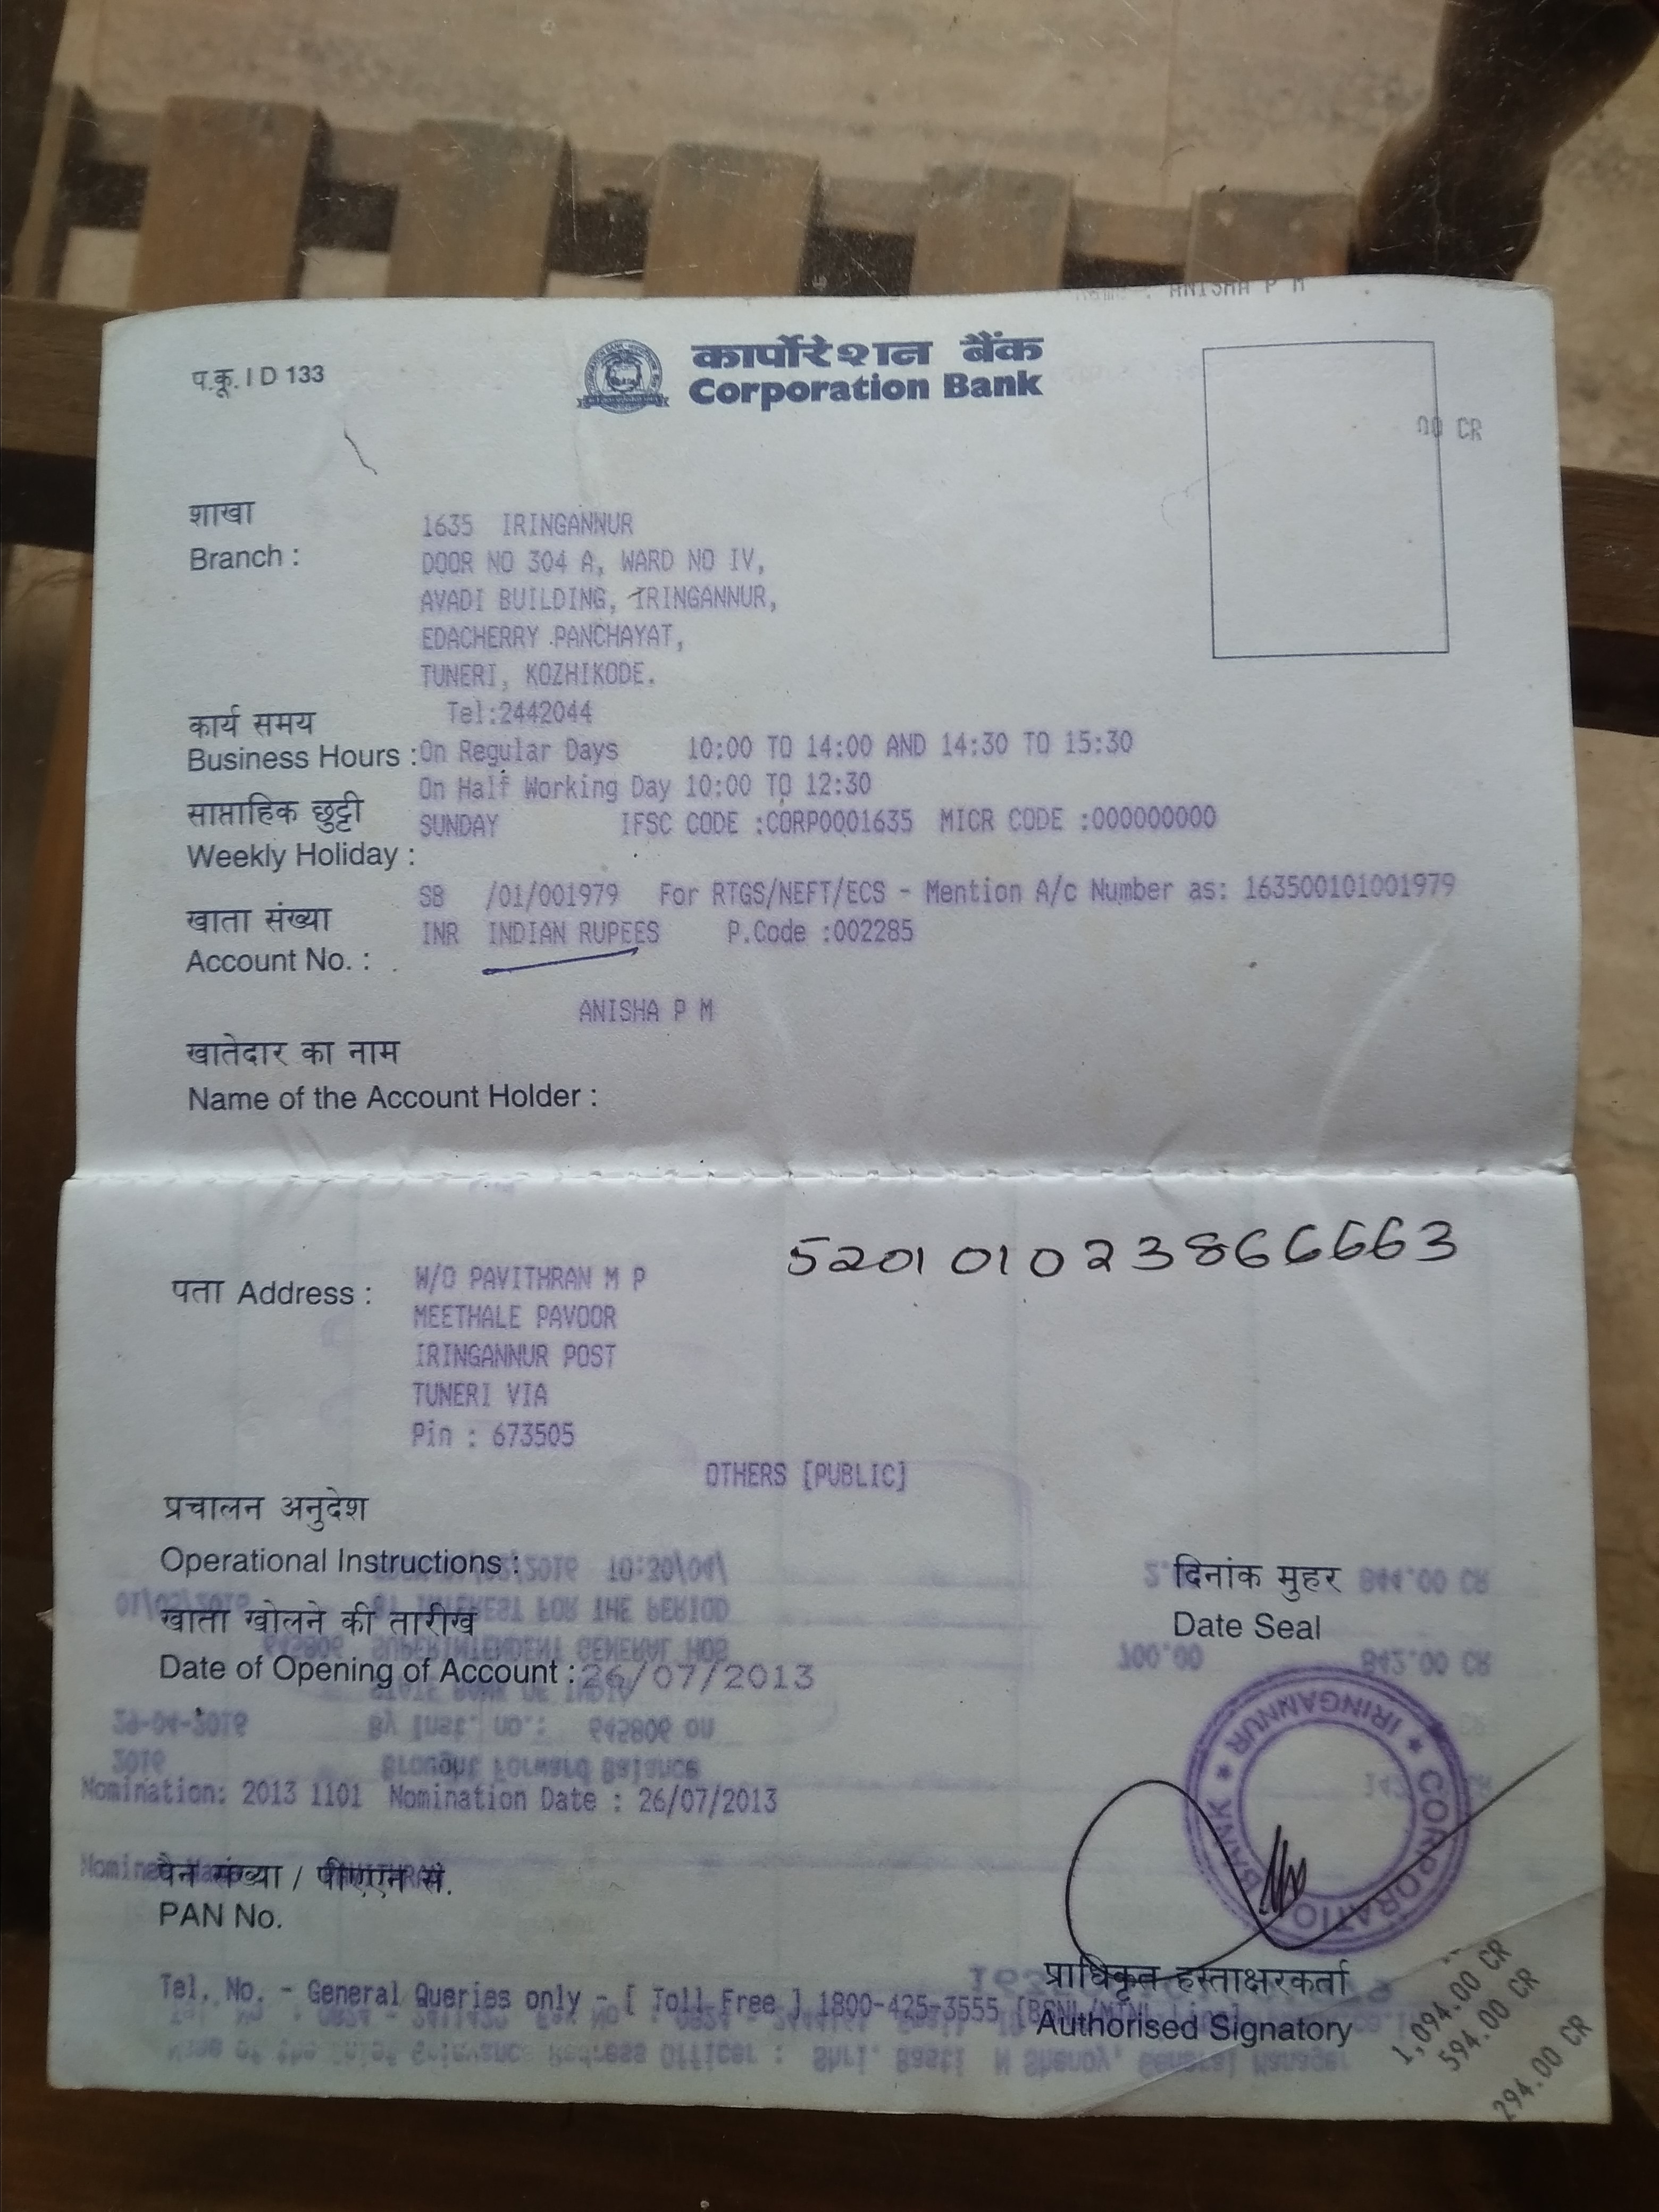 ANISHA P M
प.कू. I D 133
कार्पोरेशन बैंक
Corporation Bank
00 CR
शाखा
Branch :
1635 IRINGANNUR
DOOR NO 304 A, WARD NO IV,
AVADI BUILDING, IRINGANNUR,
EDACHERRY PANCHAYAT,
TUNERI, KOZHIKODE.
Tel:2442044
कार्य समय
Business Hours : On Regular Days 10:00 TO 14:00 AND 14:30 TO 15:30
On Half Working Day 10:00 TO 12:30
साप्ताहिक छुट्टी
SUNDAY IFSC CODE :CORP0001635 MICR CODE :000000000
Weekly Holiday :
SB /01/001979 For RTGS/NEFT/ECS - Mention A/c Number as: 163500101001979
खाता संख्या
INR INDIAN RUPEES P.Code :002285
Account No. :
ANISHA P M
खातेदार का नाम
Name of the Account Holder :
520101023866663
पता Address :
W/O PAVITHRAN M P
MEETHALE PAVOOR
IRINGANNUR POST
TUNERI VIA
Pin : 673505
OTHERS [PUBLIC]
प्रचालन अनुदेश
Operational Instructions :
दिनांक मुहर
Date Seal
खाता खोलने की तारीख
Date of Opening of Account : 26/07/2013
CORPORATION BANK ★ IRINGANNUR ★
Nomination: 2013 1101 Nomination Date : 26/07/2013
पैन संख्या / पीएएन सं.
PAN No.
प्राधिकृत हस्ताक्षरकर्ता
Tel. No. - General Queries only - [ Toll Free ] 1800-425-3555 [BSNL/MTNL Line]
Authorised Signatory
1,094.00 CR
594.00 CR
294.00 CR